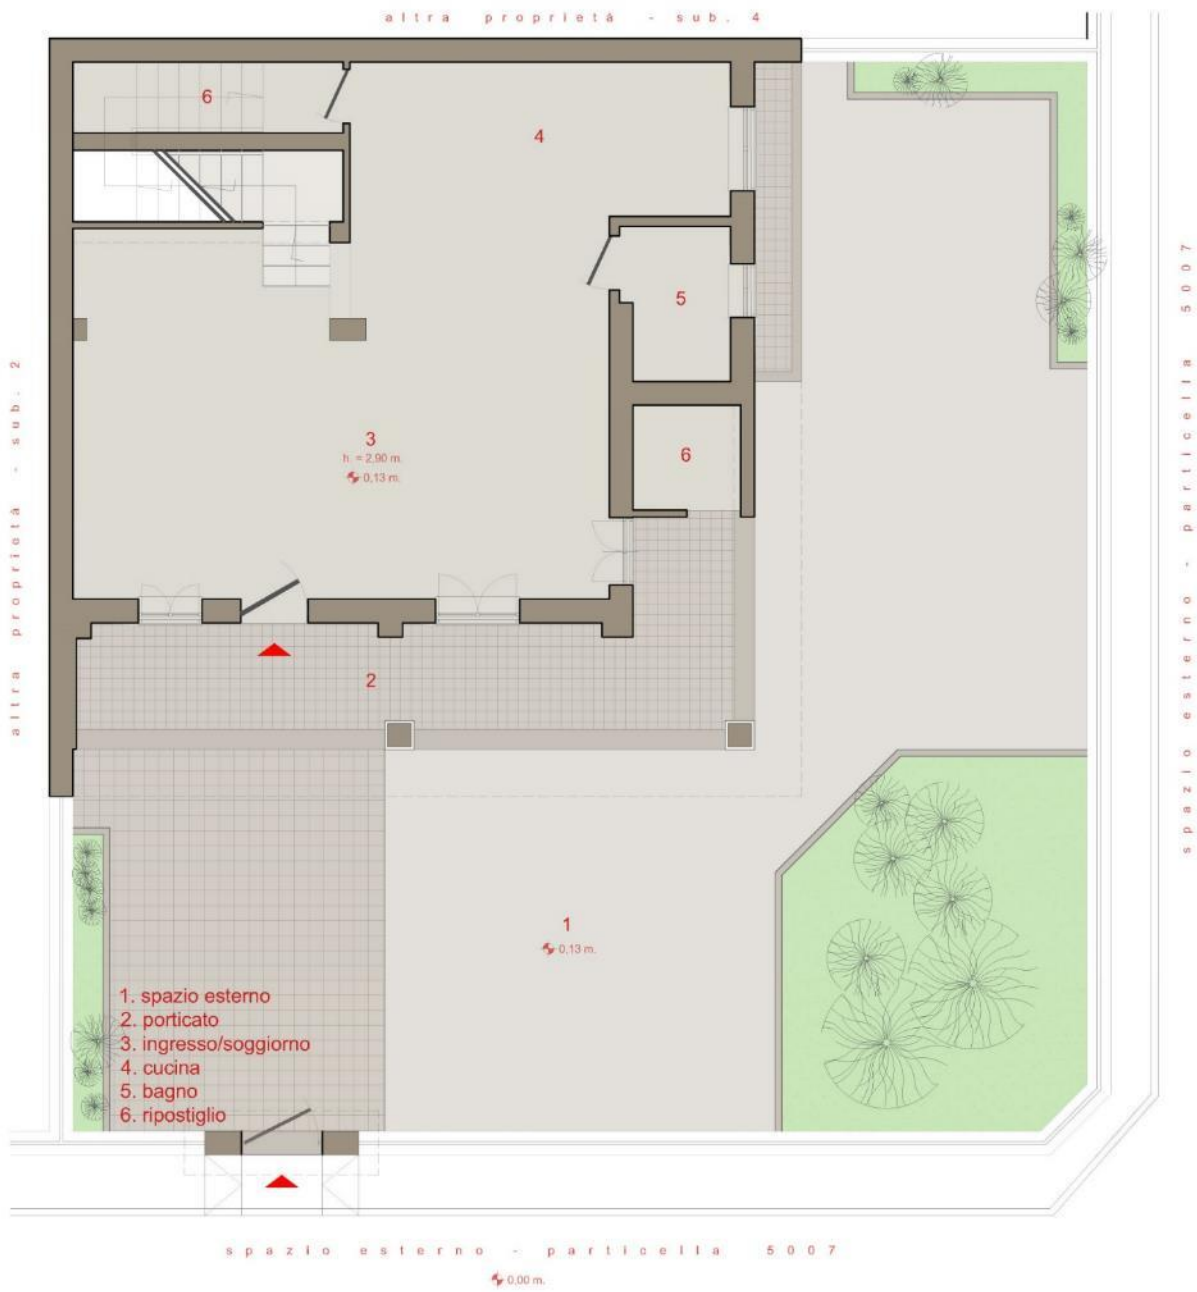 altra proprietà - sub. 4
6
4
5
altra proprietà - sub. 2
spazio esterno - particella 5007
3
h. = 2,90 m.
0,13 m.
6
2
1
0,13 m.
1. spazio esterno
2. porticato
3. ingresso/soggiorno
4. cucina
5. bagno
6. ripostiglio
spazio esterno - particella 5007
0,00 m.